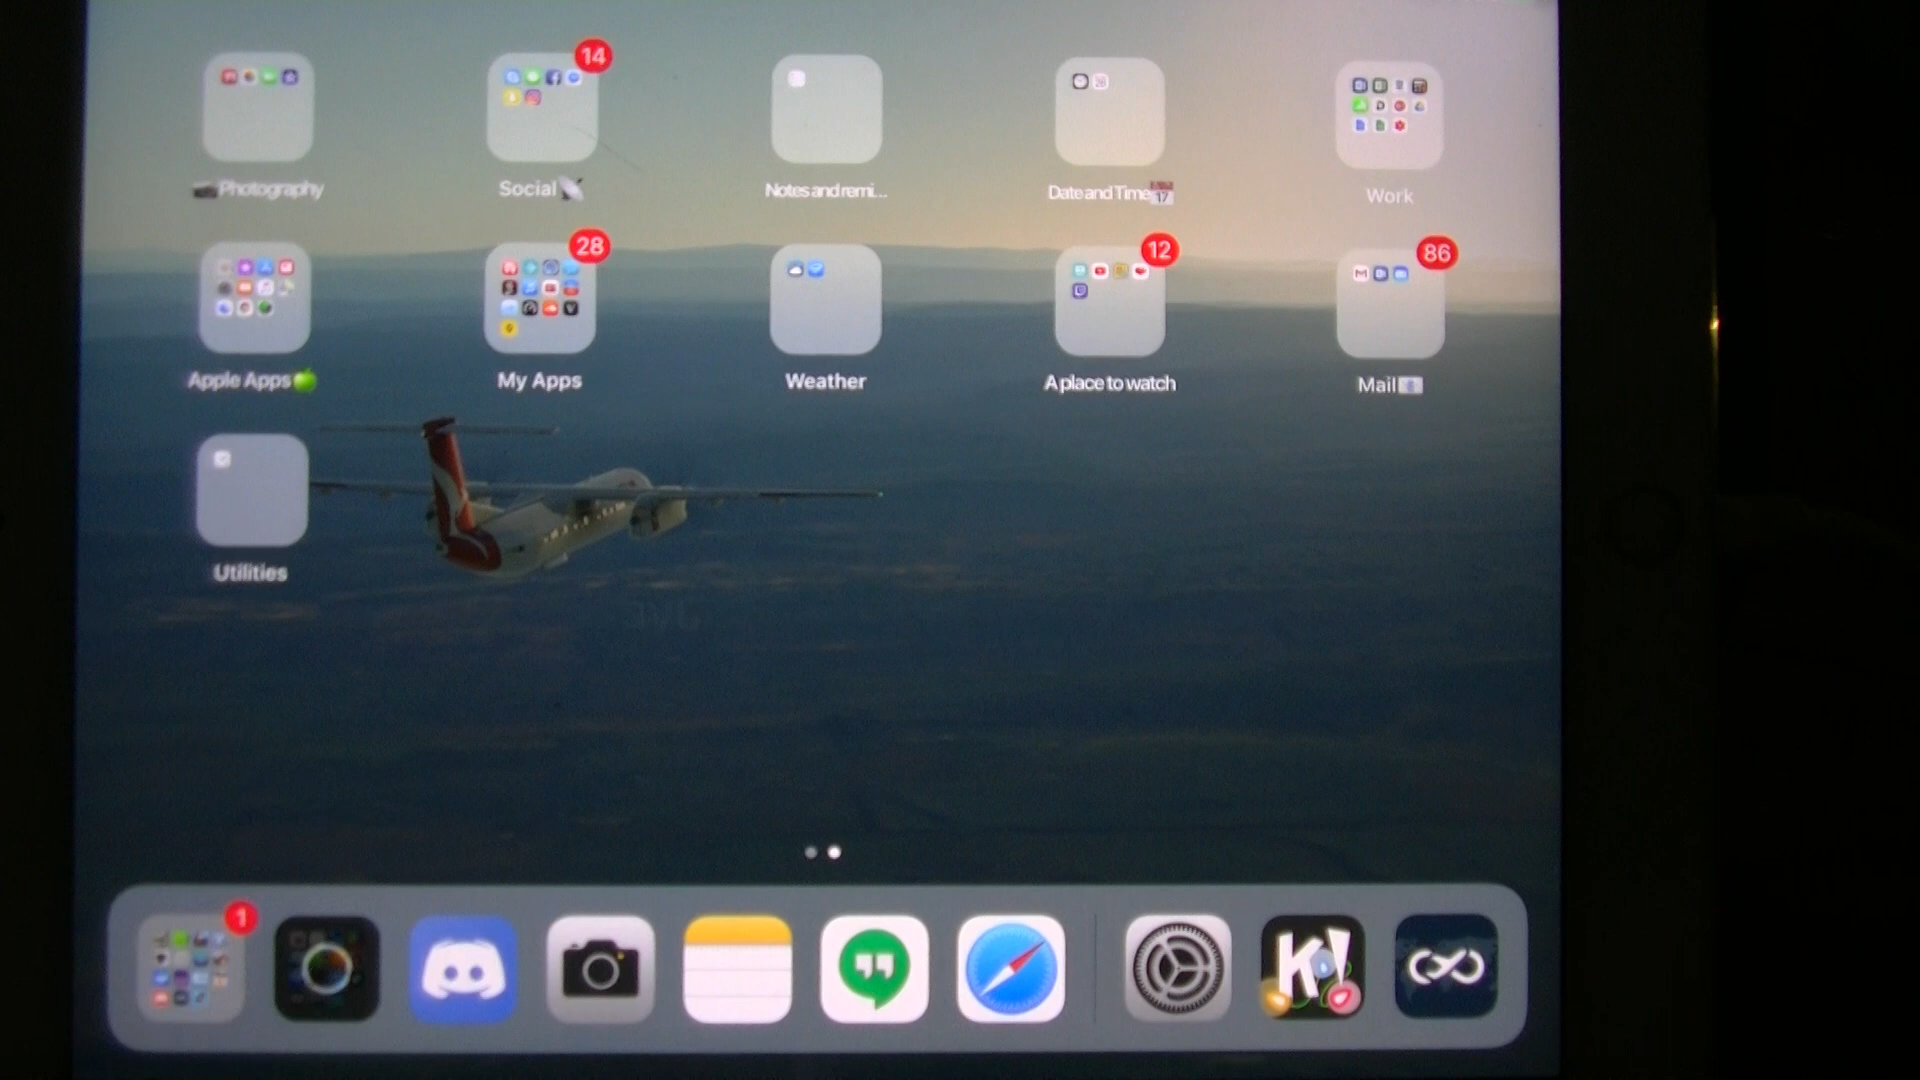 14
Photography
Social
Notes and remi...
Date and Time
17
Work
28
12
86
Apple Apps
My Apps
Weather
A place to watch
Mail
Utilities
1
K!